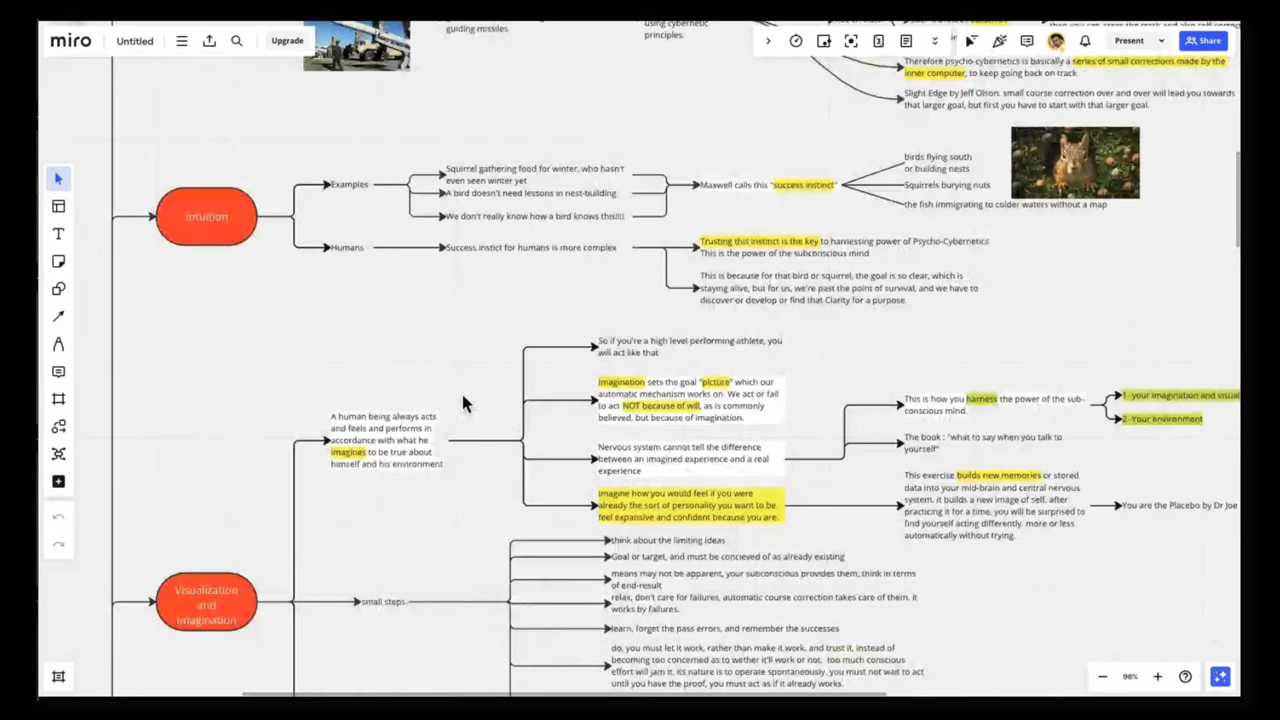 miro
Untitled
Upgrade
Present
Share
guiding missiles.
using cybernetic
principles.
Therefore psycho-cybernetics is basically a series of small corrections made by the
inner computer, to keep going back on track
Slight Edge by Jeff Olson. small course correction over and over will lead you towards
that larger goal, but first you have to start with that larger goal.
Intuition
Examples
Squirrel gathering food for winter, who hasn't
even seen winter yet
A bird doesn't need lessons in nest-building
We don't really know how a bird knows this!!!!
Maxwell calls this "success instinct"
birds flying south
or building nests
Squirrels burying nuts
the fish immigrating to colder waters without a map
Humans
Success instict for humans is more complex
Trusting this instinct is the key to harnessing power of Psycho-Cybernetics
This is the power of the subconscious mind
This is because for that bird or squirrel, the goal is so clear, which is
staying alive, but for us, we're past the point of survival, and we have to
discover or develop or find that Clarity for a purpose.
Visualization
and
Imagination
A human being always acts
and feels and performs in
accordance with what he
imagines to be true about
himself and his environment
So if you're a high level performing athlete, you
will act like that
Imagination sets the goal "picture" which our
automatic mechanism works on. We act or fail
to act NOT because of will, as is commonly
believed, but because of imagination.
Nervous system cannot tell the difference
between an imagined experience and a real
experience
This is how you harness the power of the sub-
conscious mind.
1- your imagination and visual
2- Your environment
The book : "what to say when you talk to
yourself"
Imagine how you would feel if you were
already the sort of personality you want to be.
feel expansive and confident because you are.
This exercise builds new memories or stored
data into your mid-brain and central nervous
system. it builds a new image of self. after
practicing it for a time, you will be surprised to
find yourself acting differently. more or less
automatically without trying.
You are the Placebo by Dr Joe
small steps
think about the limiting ideas
Goal or target, and must be concieved of as already existing
means may not be apparent, your subconscious provides them, think in terms
of end-result
relax, don't care for failures, automatic course correction takes care of them. it
works by failures.
learn, forget the pass errors, and remember the successes
do, you must let it work, rather than make it work. and trust it, instead of
becoming too concerned as to wether it'll work or not. too much conscious
effort will jam it. its nature is to operate spontaneously. you must not wait to act
until you have the proof, you must act as if it already works.
96%